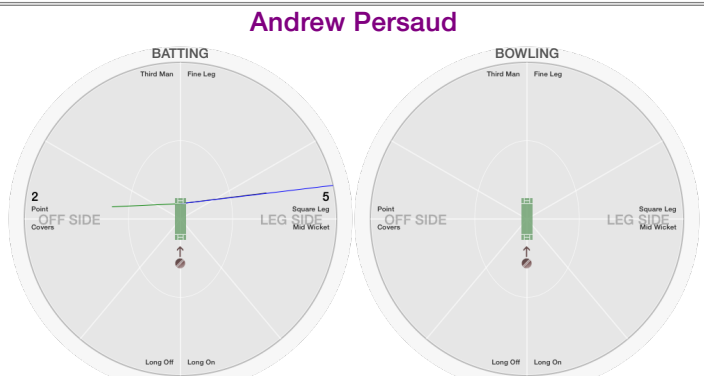 Andrew Persaud
BATTING
Third Man Fine Leg
2
5
Point
Square Leg
OFF SIDE
LEG SIDE
Covers
Mid Wicket
Long Off Long On
BOWLING
Third Man Fine Leg
Point
Square Leg
OFF SIDE
LEG SIDE
Covers
Mid Wicket
Long Off Long On